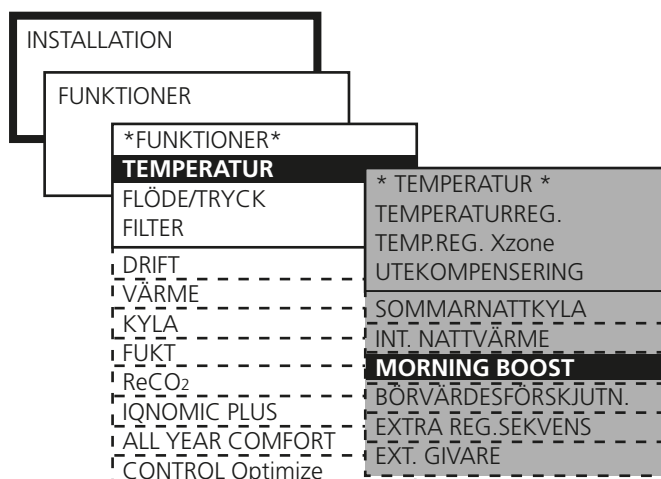 INSTALLATION
FUNKTIONER
*FUNKTIONER*
TEMPERATUR
FLÖDE/TRYCK
FILTER
DRIFT
VÄRME
KYLA
FUKT
ReCO2
IQNOMIC PLUS
ALL YEAR COMFORT
CONTROL Optimize
* TEMPERATUR *
TEMPERATURREG.
TEMP.REG. Xzone
UTEKOMPENSERING
SOMMARNATTKYLA
INT. NATTVÄRME
MORNING BOOST
BÖRVÄRDESFÖRSKJUTN.
EXTRA REG.SEKVENS
EXT. GIVARE